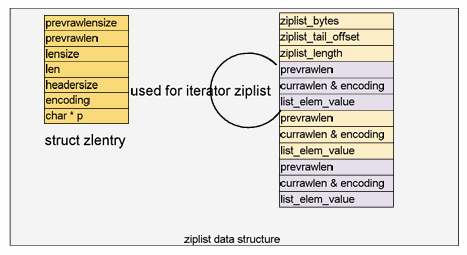 prevrawlensize
prevrawlen
lensize
len
headersize
encoding
char * p
struct zlentry
used for iterator ziplist
ziplist_bytes
ziplist_tail_offset
ziplist_length
prevrawlen
currawlen & encoding
list_elem_value
prevrawlen
currawlen & encoding
list_elem_value
prevrawlen
currawlen & encoding
list_elem_value
ziplist data structure